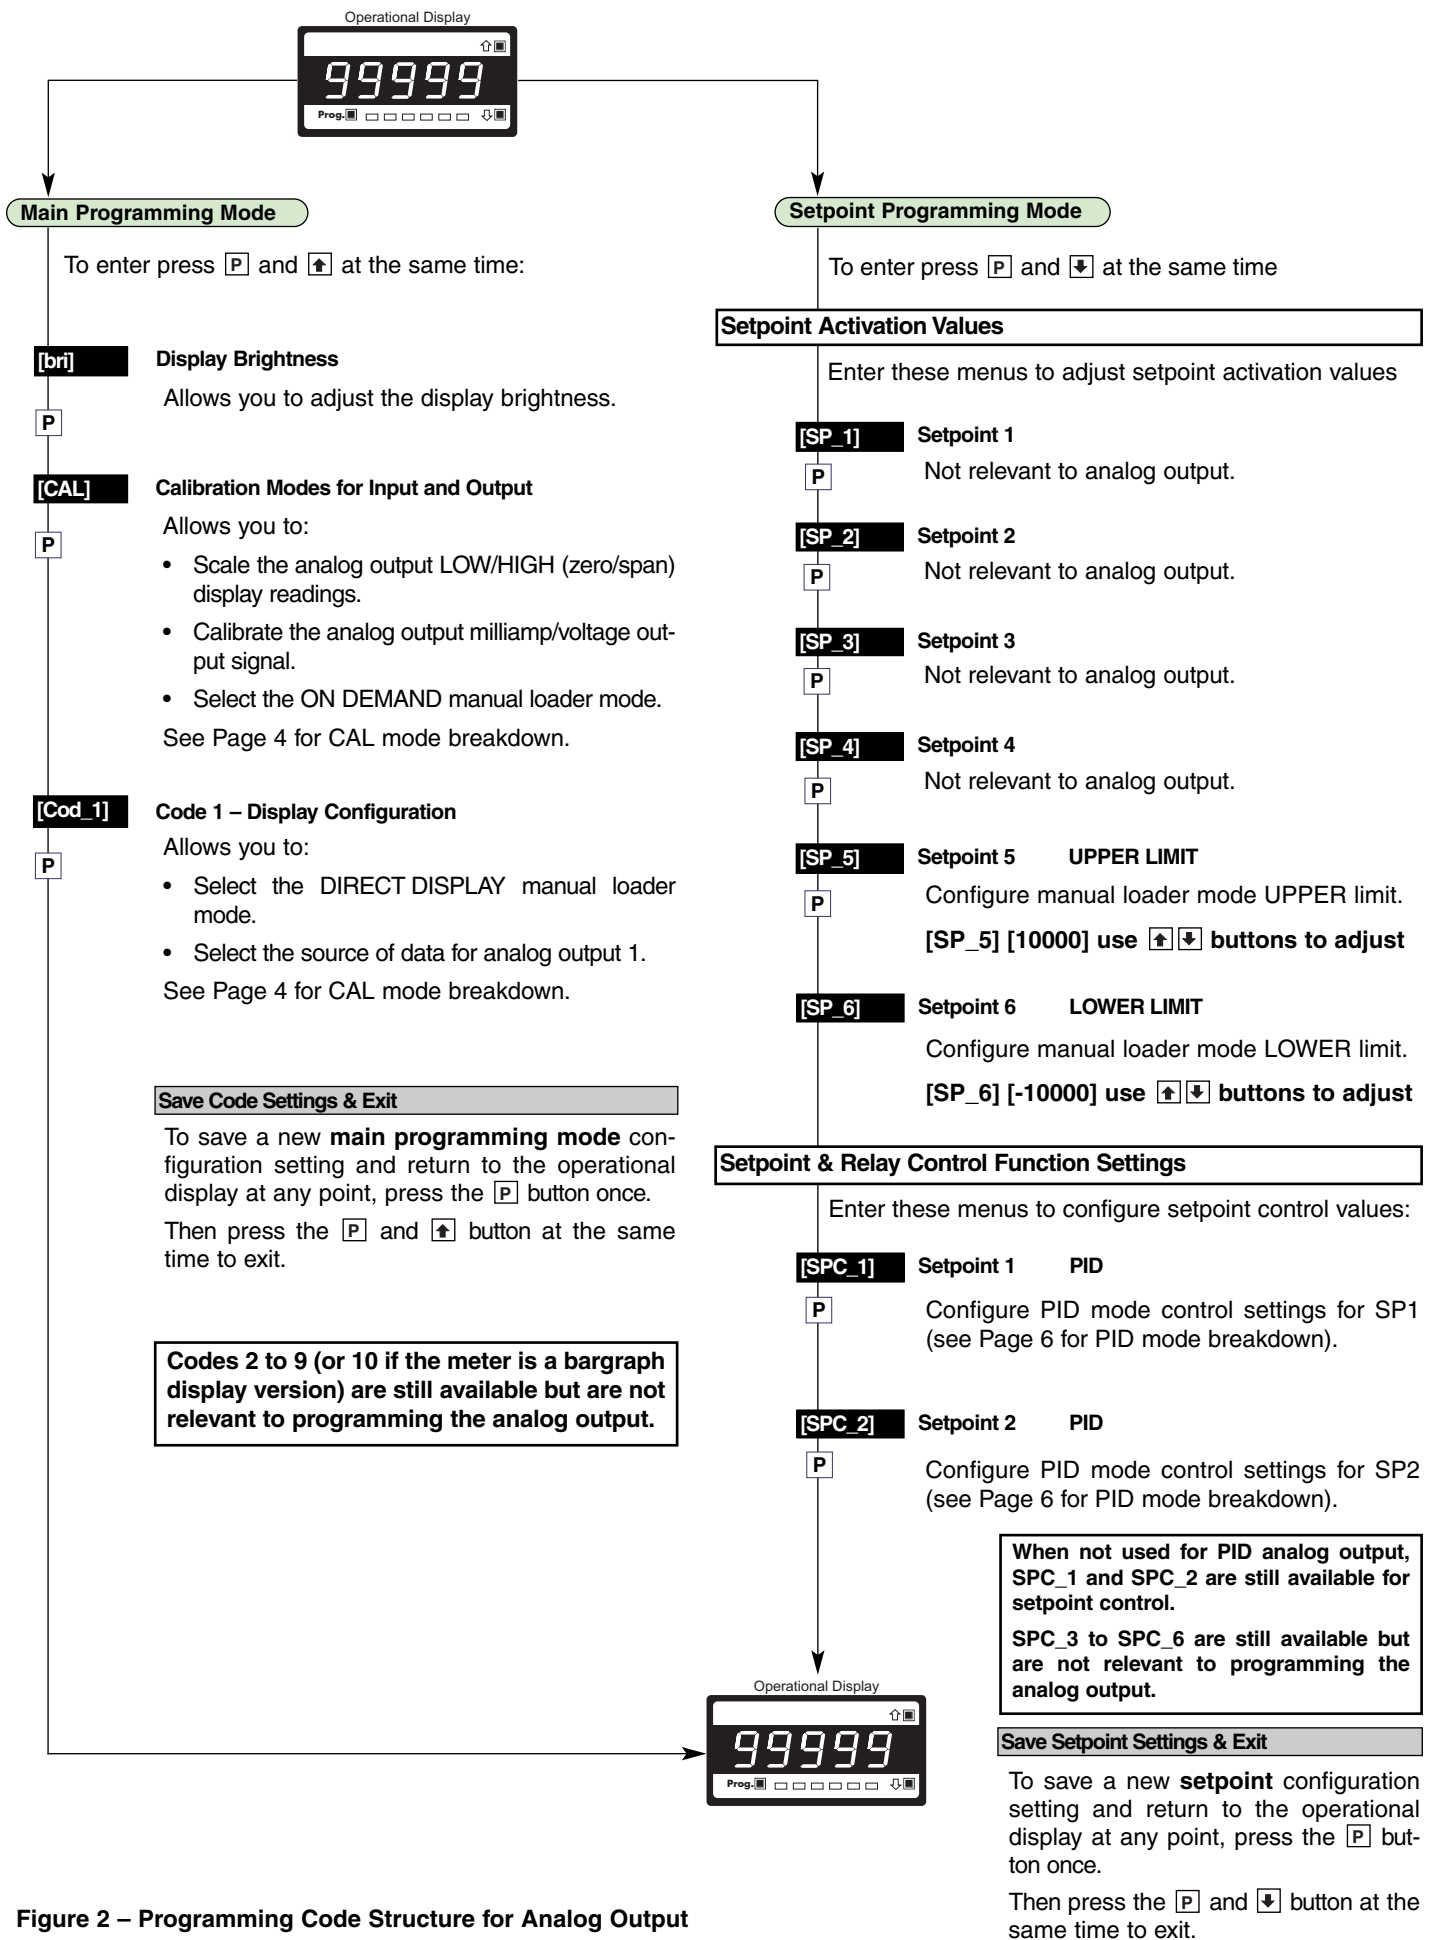 Operational Display
99999
Prog.
Main Programming Mode
To enter press P and at the same time:
[bri]
Display Brightness
Allows you to adjust the display brightness.
P
[CAL]
Calibration Modes for Input and Output
Allows you to:
P
• Scale the analog output LOW/HIGH (zero/span)
display readings.
• Calibrate the analog output milliamp/voltage out-
put signal.
• Select the ON DEMAND manual loader mode.
See Page 4 for CAL mode breakdown.
[Cod_1]
Code 1 – Display Configuration
Allows you to:
P
• Select the DIRECT DISPLAY manual loader
mode.
• Select the source of data for analog output 1.
See Page 4 for CAL mode breakdown.
Save Code Settings & Exit
To save a new main programming mode con-
figuration setting and return to the operational
display at any point, press the P button once.
Then press the P and button at the same
time to exit.
Codes 2 to 9 (or 10 if the meter is a bargraph
display version) are still available but are not
relevant to programming the analog output.
Setpoint Programming Mode
To enter press P and at the same time
Setpoint Activation Values
Enter these menus to adjust setpoint activation values
[SP_1]
Setpoint 1
P
Not relevant to analog output.
[SP_2]
Setpoint 2
P
Not relevant to analog output.
[SP_3]
Setpoint 3
P
Not relevant to analog output.
[SP_4]
Setpoint 4
P
Not relevant to analog output.
[SP_5]
Setpoint 5 UPPER LIMIT
P
Configure manual loader mode UPPER limit.
[SP_5] [10000] use buttons to adjust
[SP_6]
Setpoint 6 LOWER LIMIT
Configure manual loader mode LOWER limit.
[SP_6] [-10000] use buttons to adjust
Setpoint & Relay Control Function Settings
Enter these menus to configure setpoint control values:
[SPC_1]
Setpoint 1 PID
P
Configure PID mode control settings for SP1
(see Page 6 for PID mode breakdown).
[SPC_2]
Setpoint 2 PID
P
Configure PID mode control settings for SP2
(see Page 6 for PID mode breakdown).
When not used for PID analog output,
SPC_1 and SPC_2 are still available for
setpoint control.
SPC_3 to SPC_6 are still available but
are not relevant to programming the
analog output.
Operational Display
99999
Prog.
Save Setpoint Settings & Exit
To save a new setpoint configuration
setting and return to the operational
display at any point, press the P but-
ton once.
Then press the P and button at the
same time to exit.
Figure 2 – Programming Code Structure for Analog Output